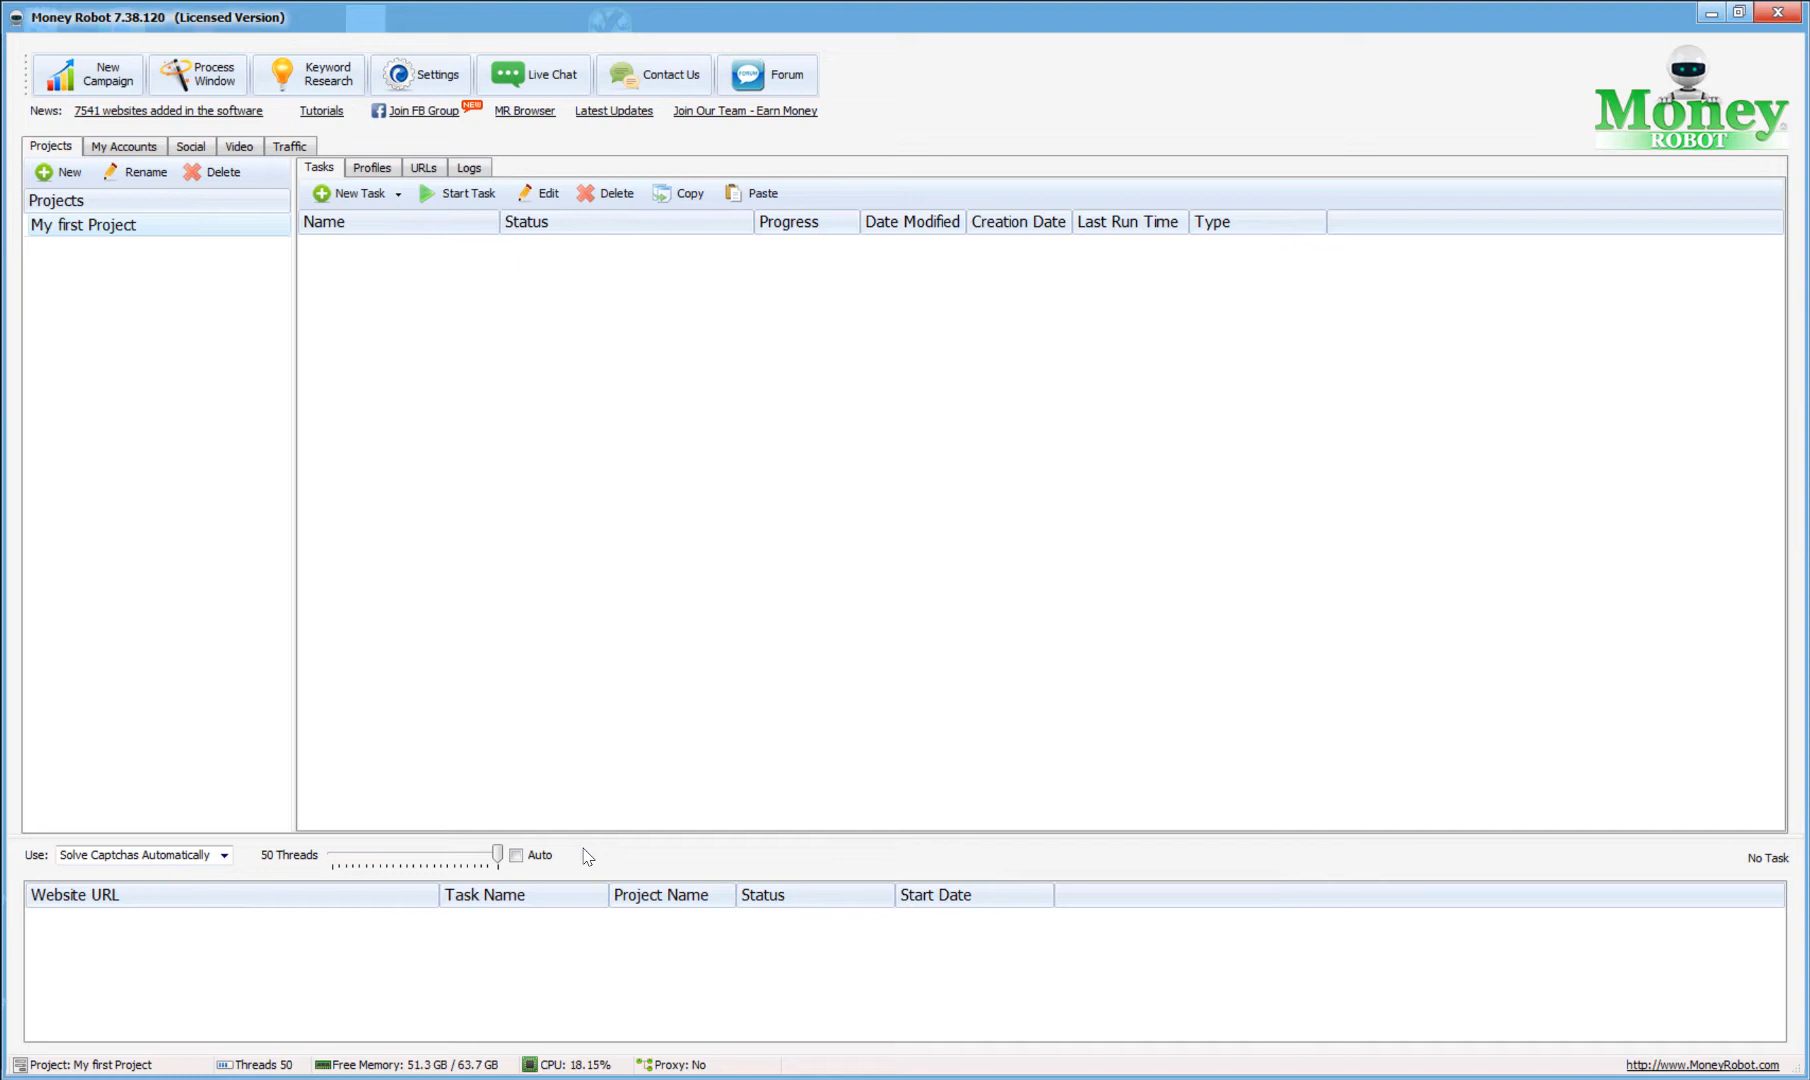 Money Robot 7.38.120 (Licensed Version)
New Campaign
Process Window
Keyword Research
Settings
Live Chat
Contact Us
FORUM
Forum
Money
ROBOT
News: 7541 websites added in the software Tutorials Join FB Group NEW MR Browser Latest Updates Join Our Team - Earn Money
Projects My Accounts Social Video Traffic
New Rename Delete
Projects
My first Project
Tasks Profiles URLs Logs
New Task Start Task Edit Delete Copy Paste
Name Status Progress Date Modified Creation Date Last Run Time Type
Use: Solve Captchas Automatically 50 Threads Auto No Task
Website URL Task Name Project Name Status Start Date
Project: My first Project Threads 50 Free Memory: 51.3 GB / 63.7 GB CPU: 18.15% Proxy: No http://www.MoneyRobot.com